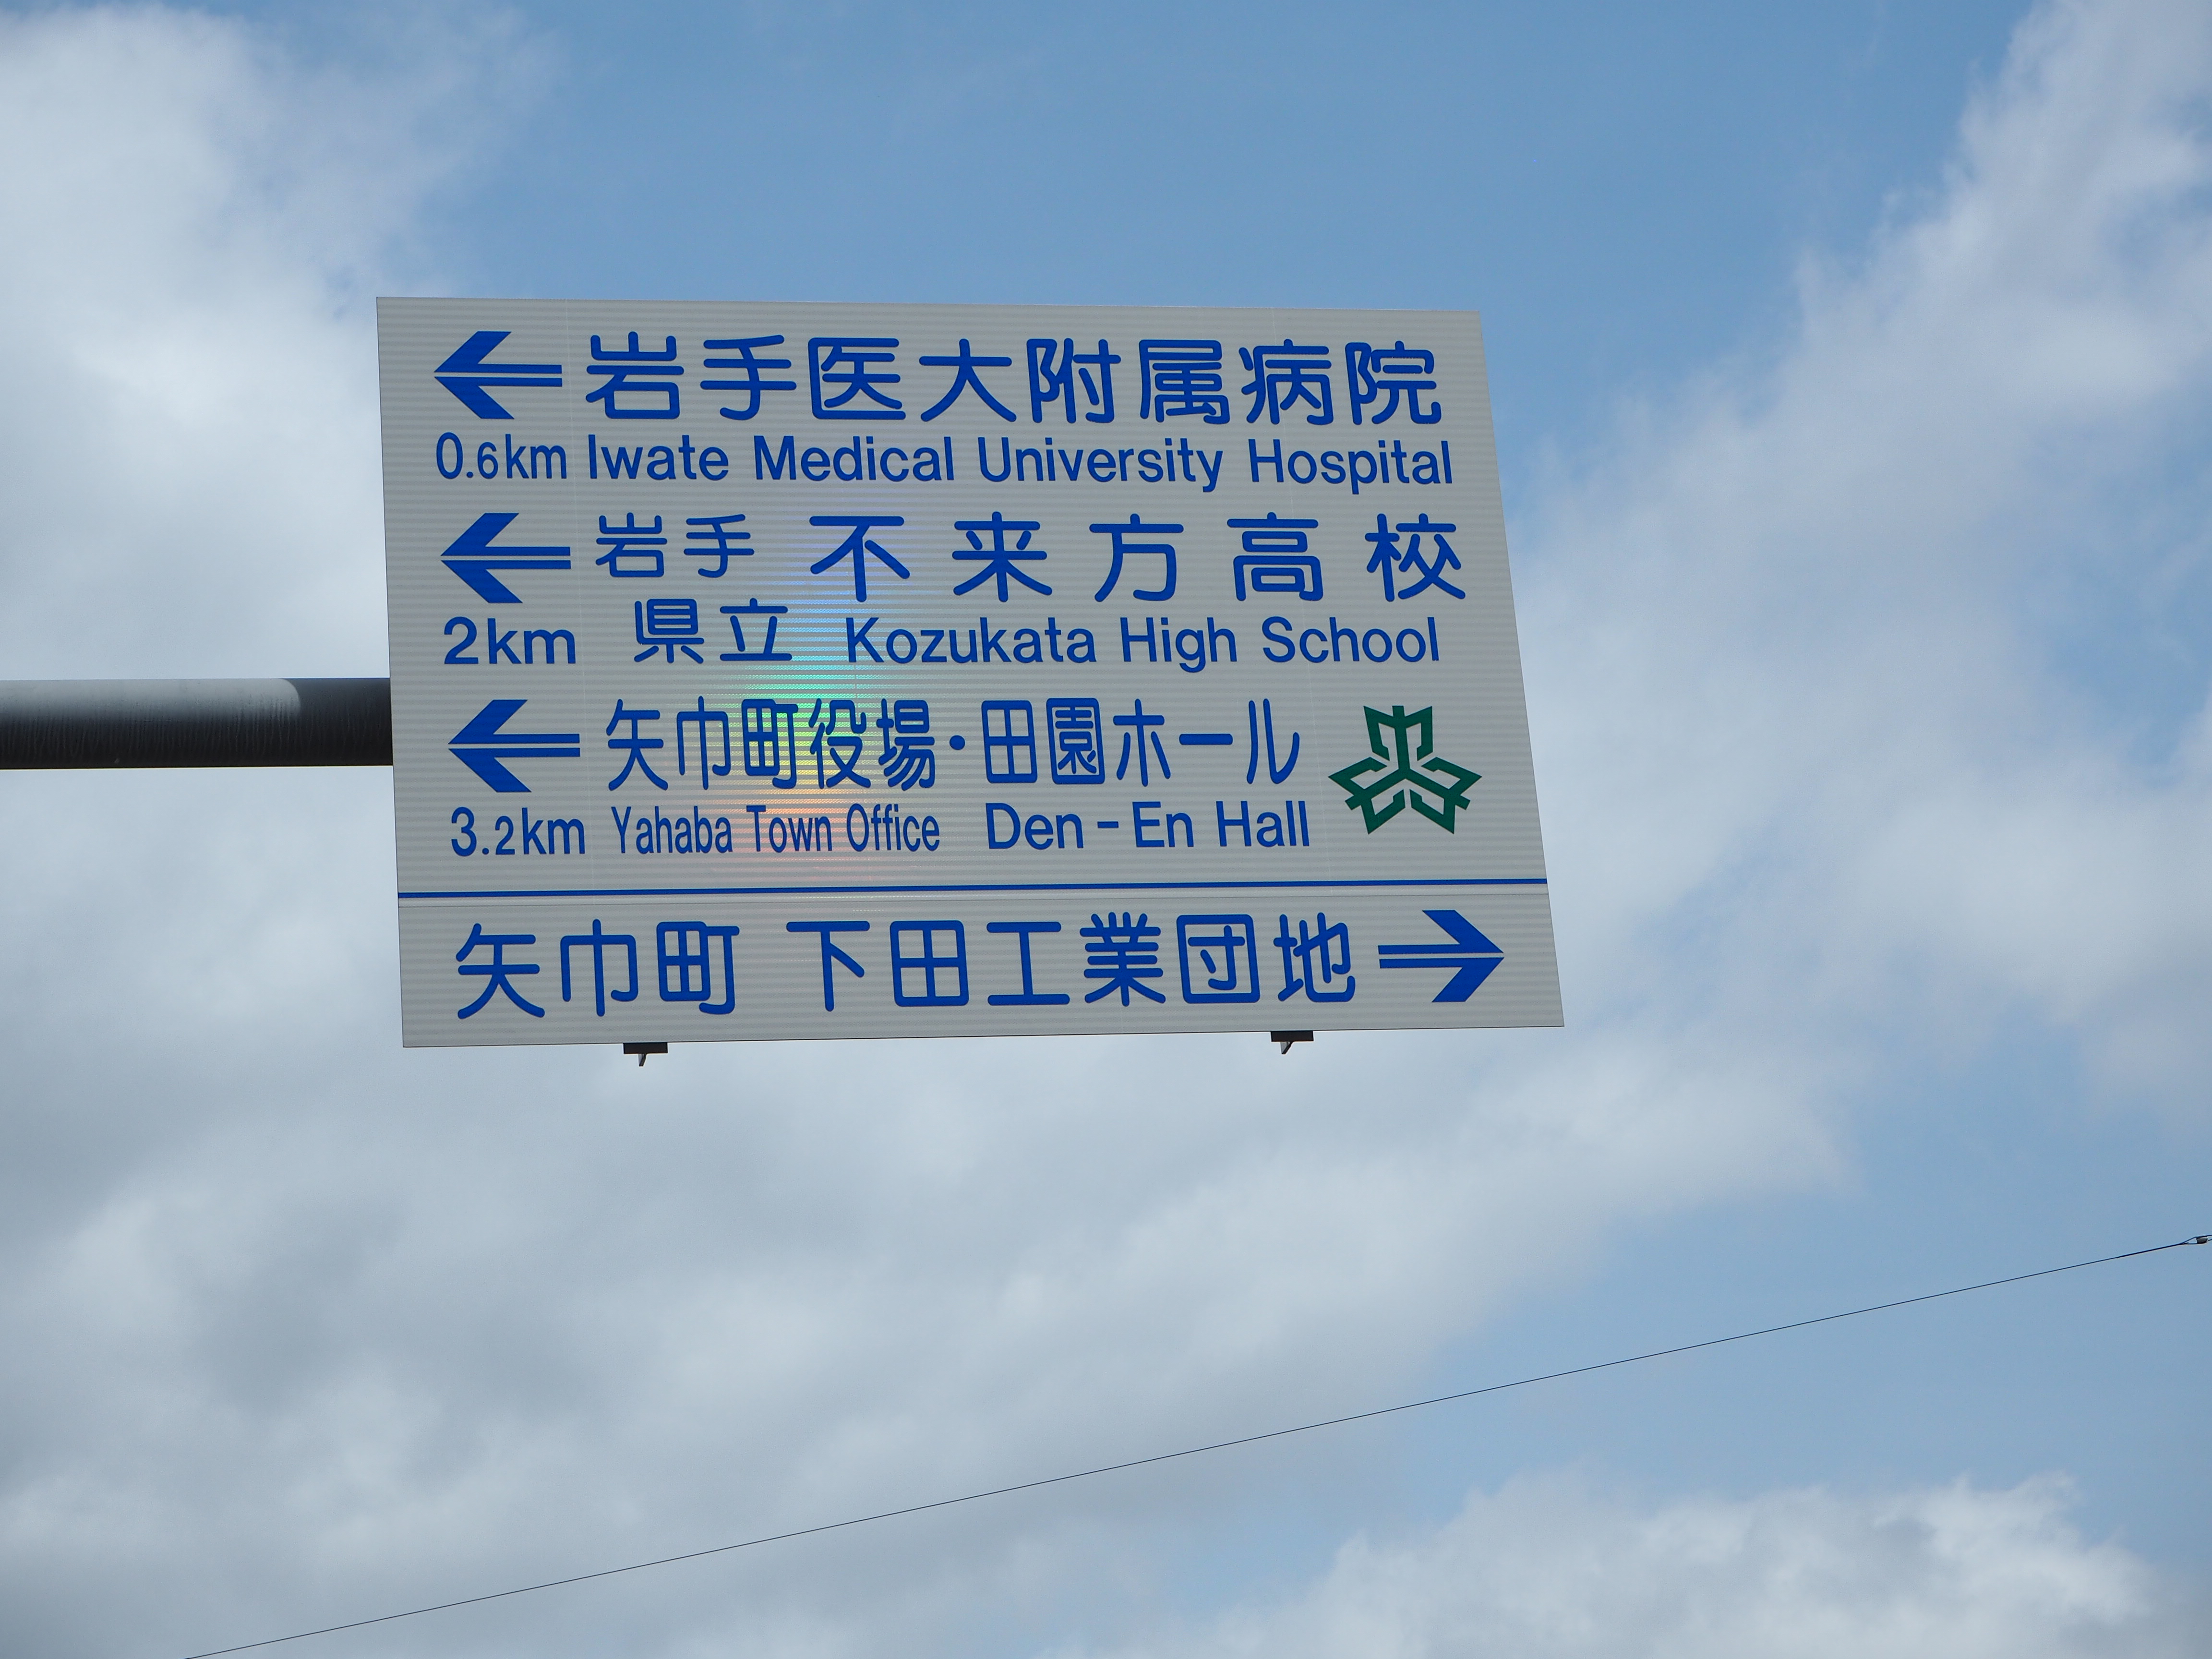 ← 岩手医大附属病院
0.6km Iwate Medical University Hospital
← 岩手県立 不来方高校
2km Kozukata High School
← 矢巾町役場・田園ホール
3.2km Yahaba Town Office Den-En Hall
矢巾町 下田工業団地 →